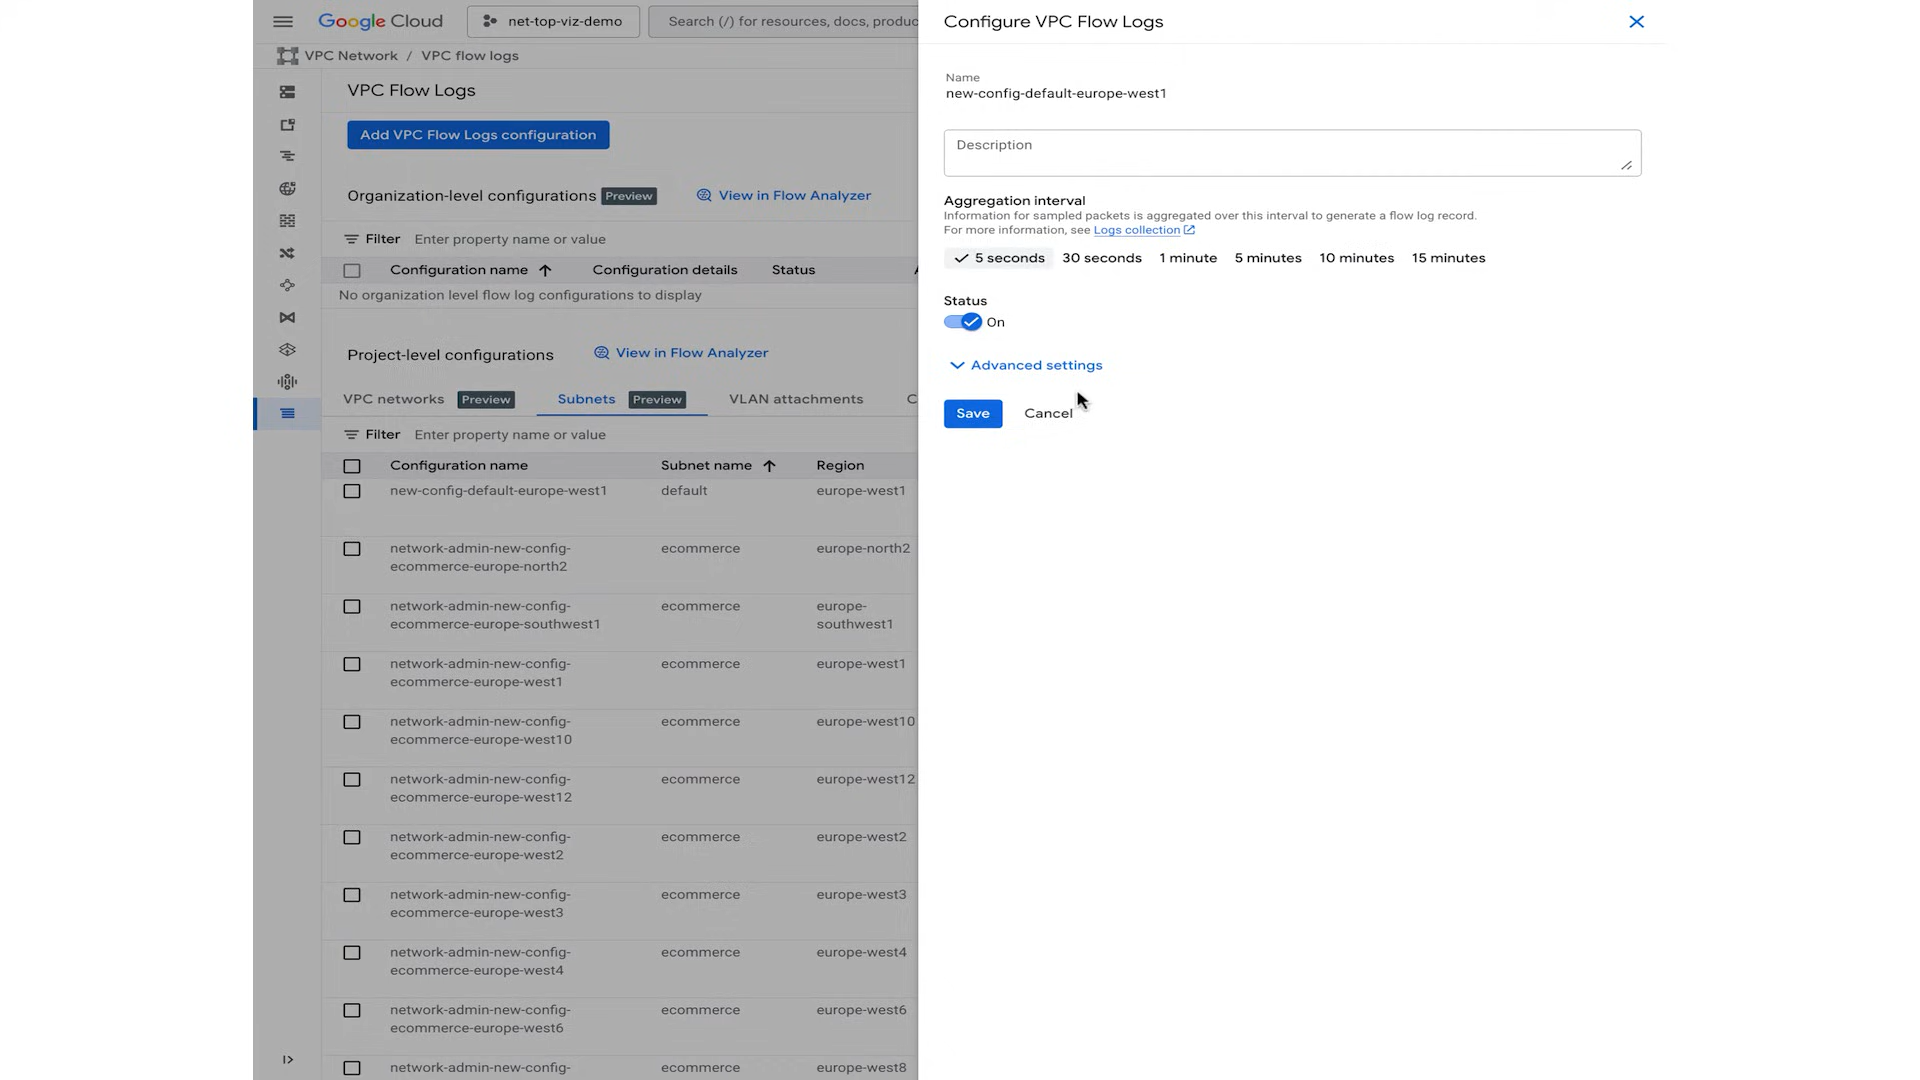 Google Cloud
net-top-viz-demo
Search (/) for resources, docs, produc
VPC Network / VPC flow logs
VPC Flow Logs
Add VPC Flow Logs configuration
Organization-level configurations Preview View in Flow Analyzer
Filter Enter property name or value
Configuration name Configuration details Status
No organization level flow log configurations to display
Project-level configurations View in Flow Analyzer
VPC networks Preview Subnets Preview VLAN attachments C
Filter Enter property name or value
Configuration name Subnet name Region
new-config-default-europe-west1 default europe-west1
network-admin-new-config- ecommerce europe-north2
ecommerce-europe-north2
network-admin-new-config- ecommerce europe-
ecommerce-europe-southwest1 southwest1
network-admin-new-config- ecommerce europe-west1
ecommerce-europe-west1
network-admin-new-config- ecommerce europe-west10
ecommerce-europe-west10
network-admin-new-config- ecommerce europe-west12
ecommerce-europe-west12
network-admin-new-config- ecommerce europe-west2
ecommerce-europe-west2
network-admin-new-config- ecommerce europe-west3
ecommerce-europe-west3
network-admin-new-config- ecommerce europe-west4
ecommerce-europe-west4
network-admin-new-config- ecommerce europe-west6
ecommerce-europe-west6
network-admin-new-config- ecommerce europe-west8
Configure VPC Flow Logs
Name
new-config-default-europe-west1
Description
Aggregation interval
Information for sampled packets is aggregated over this interval to generate a flow log record.
For more information, see Logs collection
5 seconds 30 seconds 1 minute 5 minutes 10 minutes 15 minutes
Status
On
Advanced settings
Save Cancel